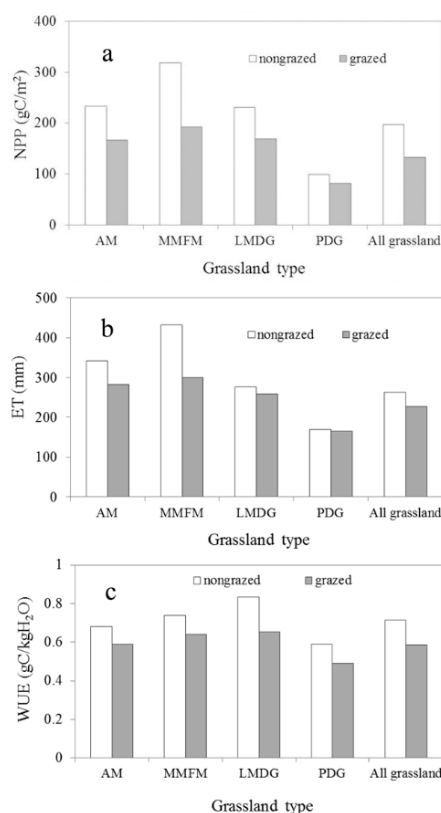 a
nongrazed grazed
400
300
200
100
0
NPP (gC/m²)
AM MMFM LMDG PDG All grassland
Grassland type
b
nongrazed grazed
500
400
300
200
100
0
ET (mm)
AM MMFM LMDG PDG All grassland
Grassland type
c
nongrazed grazed
1
0.8
0.6
0.4
0.2
0
WUE (gC/kgH₂O)
AM MMFM LMDG PDG All grassland
Grassland type